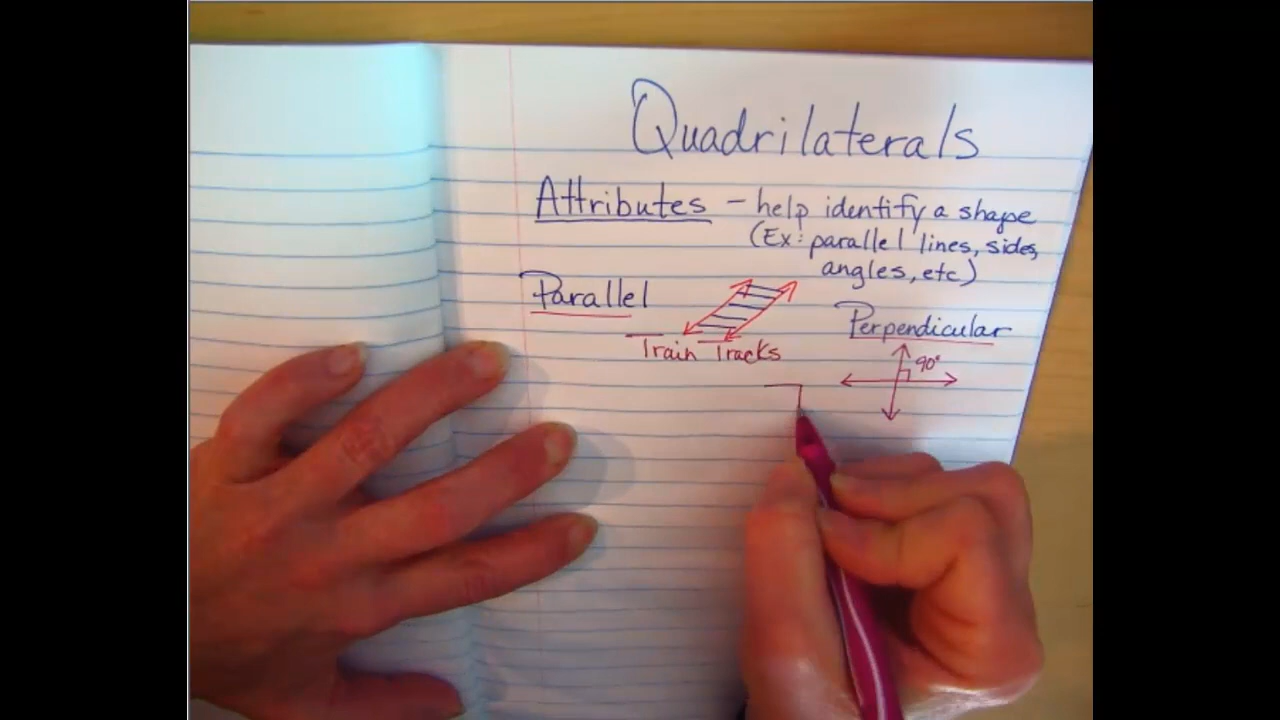 Quadrilaterals
Attributes - help identify a shape
(Ex: parallel lines, sides,
angles, etc.)
Parallel
Train Tracks
Perpendicular
90°